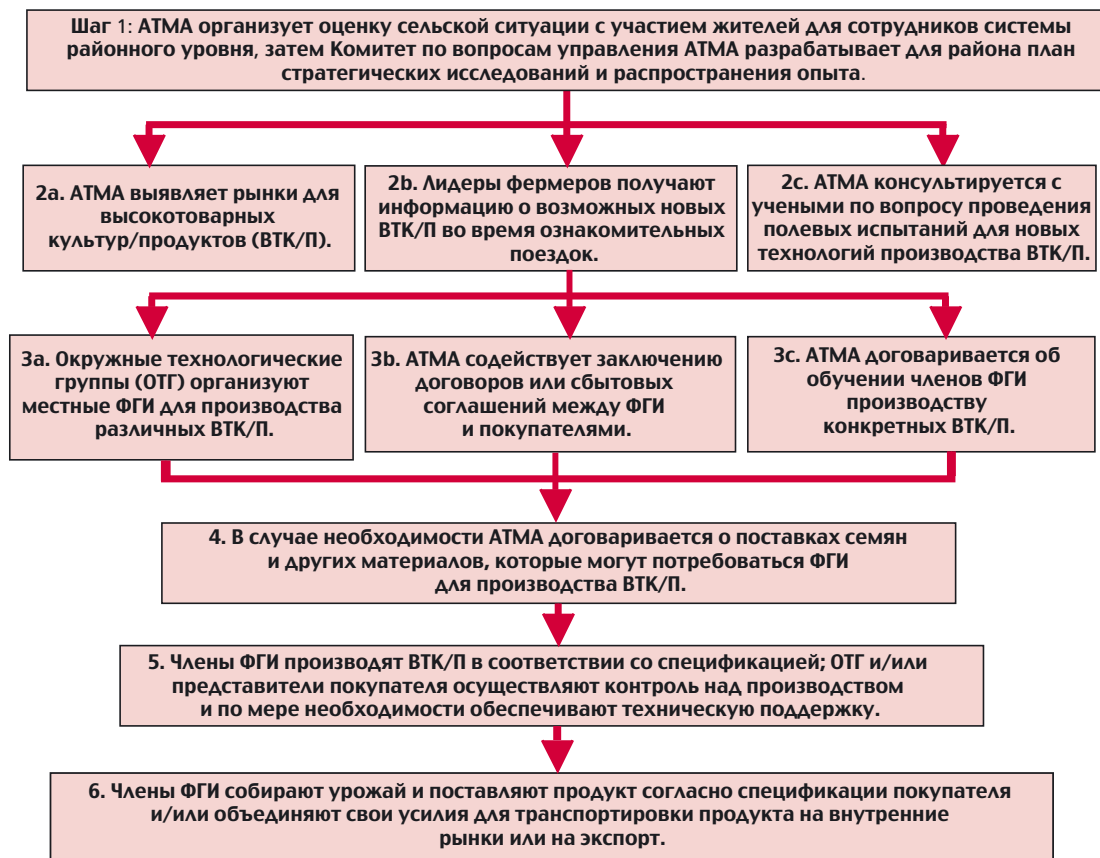 Шаг 1: АТМА организует оценку сельской ситуации с участием жителей для сотрудников системы
районного уровня, затем Комитет по вопросам управления АТМА разрабатывает для района план
стратегических исследований и распространения опыта.
2a. АТМА выявляет рынки для
высокотоварных
культур/продуктов (ВТК/П).
2b. Лидеры фермеров получают
информацию о возможных новых
ВТК/П во время ознакомительных
поездок.
2c. АТМА консультируется с
учеными по вопросу проведения
полевых испытаний для новых
технологий производства ВТК/П.
3a. Окружные технологические
группы (ОТГ) организуют
местные ФГИ для производства
различных ВТК/П.
3b. АТМА содействует заключению
договоров или сбытовых
соглашений между ФГИ
и покупателями.
3c. АТМА договаривается об
обучении членов ФГИ
производству
конкретных ВТК/П.
4. В случае необходимости АТМА договаривается о поставках семян
и других материалов, которые могут потребоваться ФГИ
для производства ВТК/П.
5. Члены ФГИ производят ВТК/П в соответствии со спецификацией; ОТГ и/или
представители покупателя осуществляют контроль над производством
и по мере необходимости обеспечивают техническую поддержку.
6. Члены ФГИ собирают урожай и поставляют продукт согласно спецификации покупателя
и/или объединяют свои усилия для транспортировки продукта на внутренние
рынки или на экспорт.